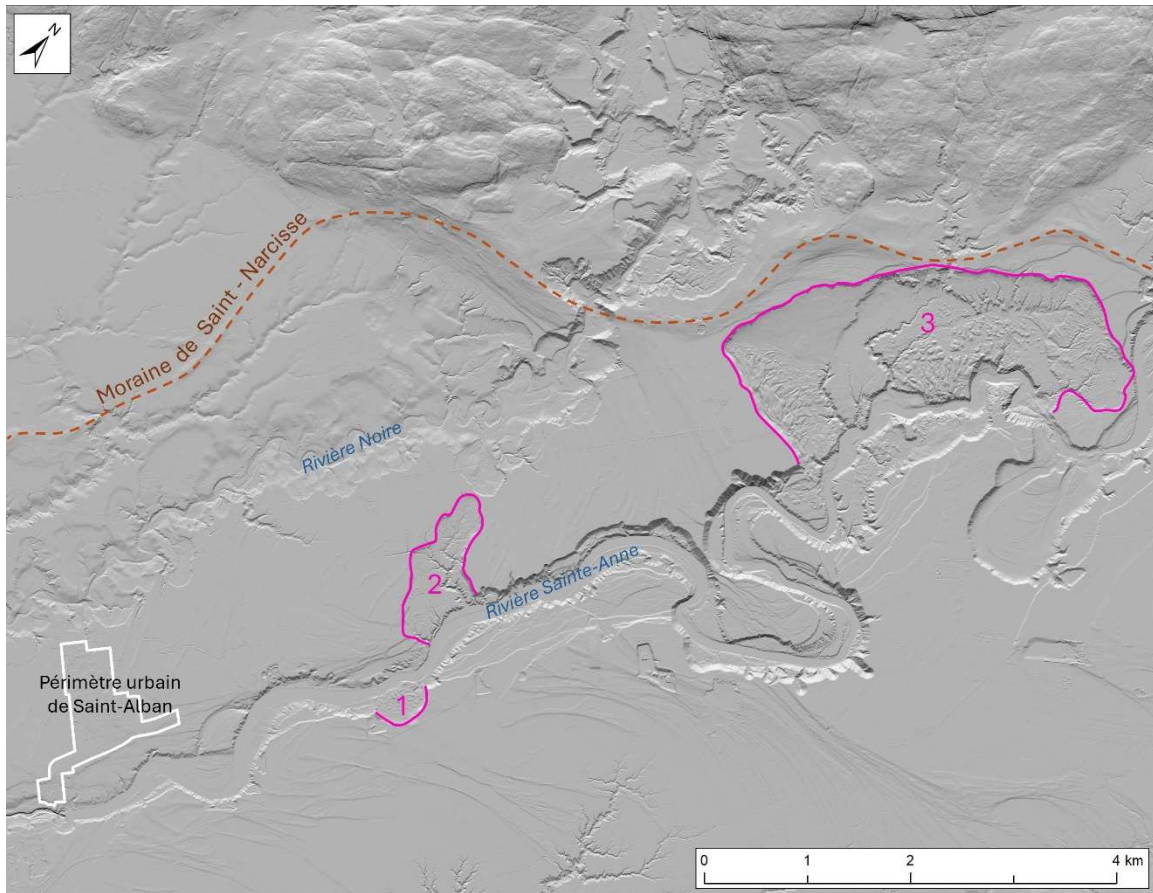 N
Moraine de Saint - Narcisse
3
Rivière Noire
2
Rivière Sainte-Anne
Périmètre urbain
de Saint-Alban
1
0 1 2 4 km